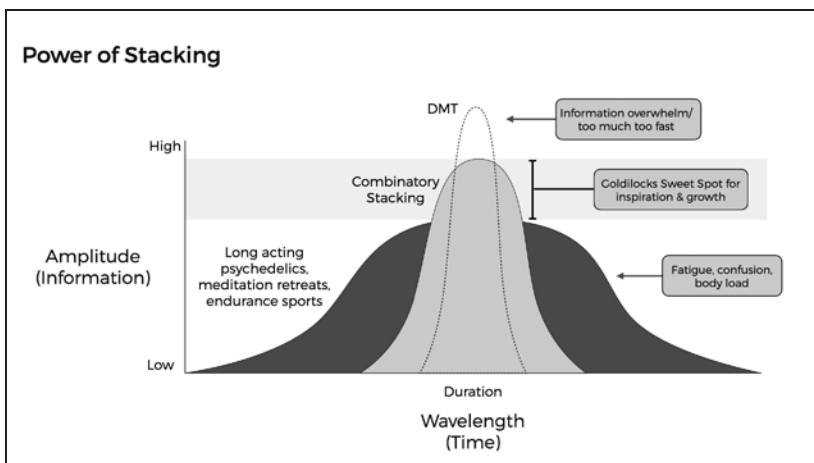 Power of Stacking
DMT
Information overwhelm/
too much too fast
High
Combinatory
Stacking
Goldilocks Sweet Spot for
inspiration & growth
Amplitude
(Information)
Long acting
psychedelics,
meditation retreats,
endurance sports
Fatigue, confusion,
body load
Low
Duration
Wavelength
(Time)